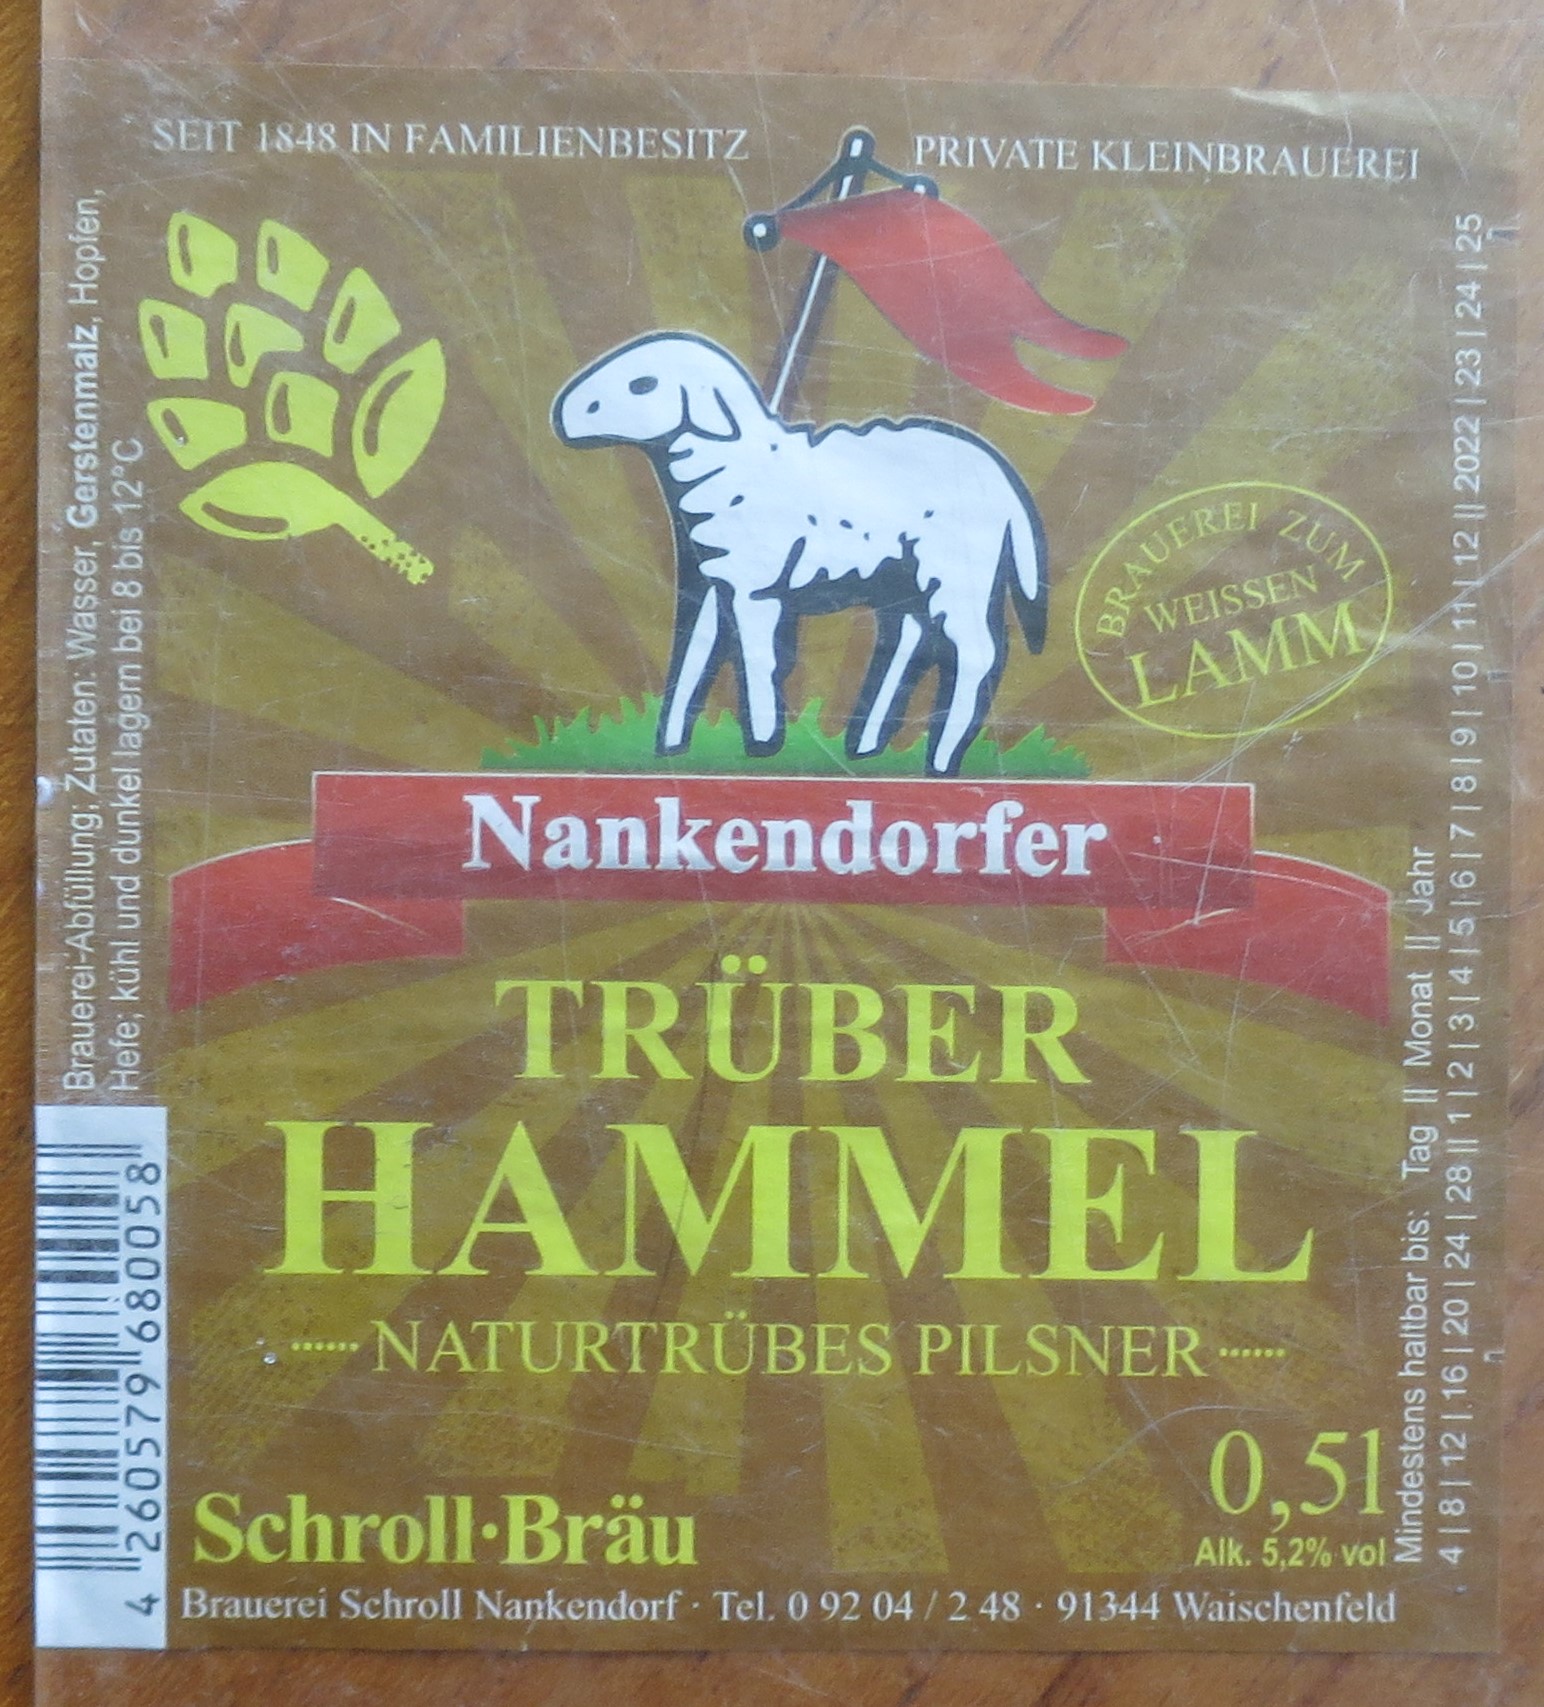 SEIT 1848 IN FAMILIENBESITZ
PRIVATE KLEINBRAUEREI
Brauerei-Abfüllung; Zutaten: Wasser, Gerstenmalz, Hopfen,
Hefe; kühl und dunkel lagern bei 8 bis 12°C
BRAUEREI ZUM
WEISSEN
LAMM
Nankendorfer
TRÜBER
HAMMEL
······NATURTRÜBES PILSNER······
0,5l
Alk. 5,2% vol
Schroll·Bräu
Brauerei Schroll Nankendorf · Tel. 0 92 04 / 2 48 · 91344 Waischenfeld
4 260579 680058
Mindestens haltbar bis: Tag || Monat || Jahr
4 | 8 | 12 | 16 | 20 | 24 | 28 || 1 | 2 | 3 | 4 | 5 | 6 | 7 | 8 | 9 | 10 | 11 | 12 || 2022 | 23 | 24 | 25